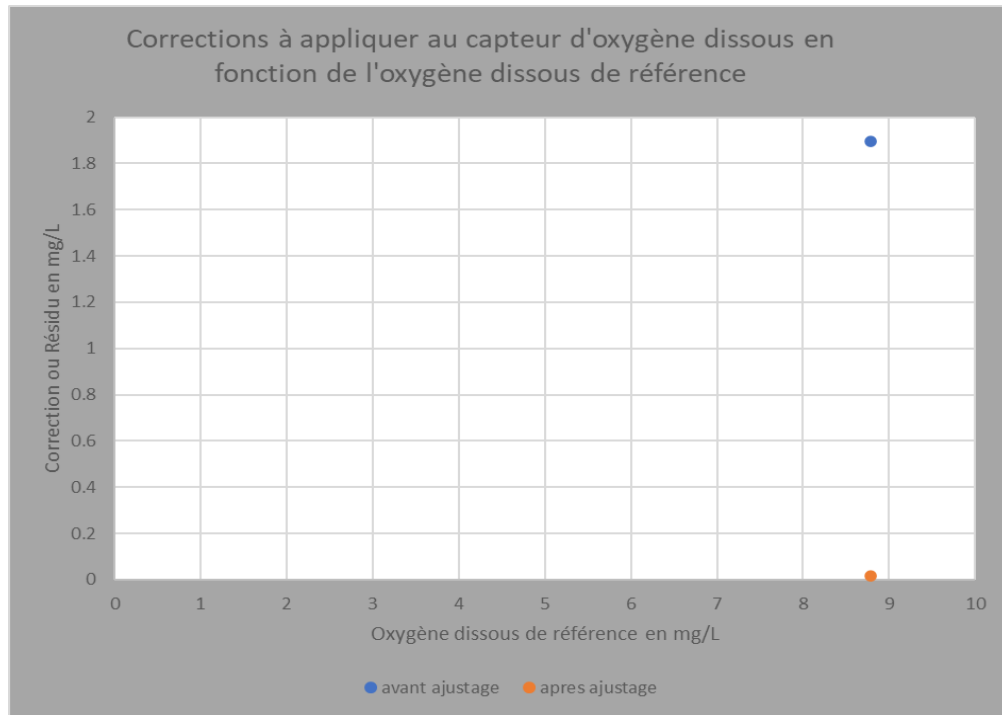 Corrections à appliquer au capteur d'oxygène dissous en
fonction de l'oxygène dissous de référence
Correction ou Résidu en mg/L
2
1.8
1.6
1.4
1.2
1
0.8
0.6
0.4
0.2
0
0 1 2 3 4 5 6 7 8 9 10
Oxygène dissous de référence en mg/L
avant ajustage apres ajustage